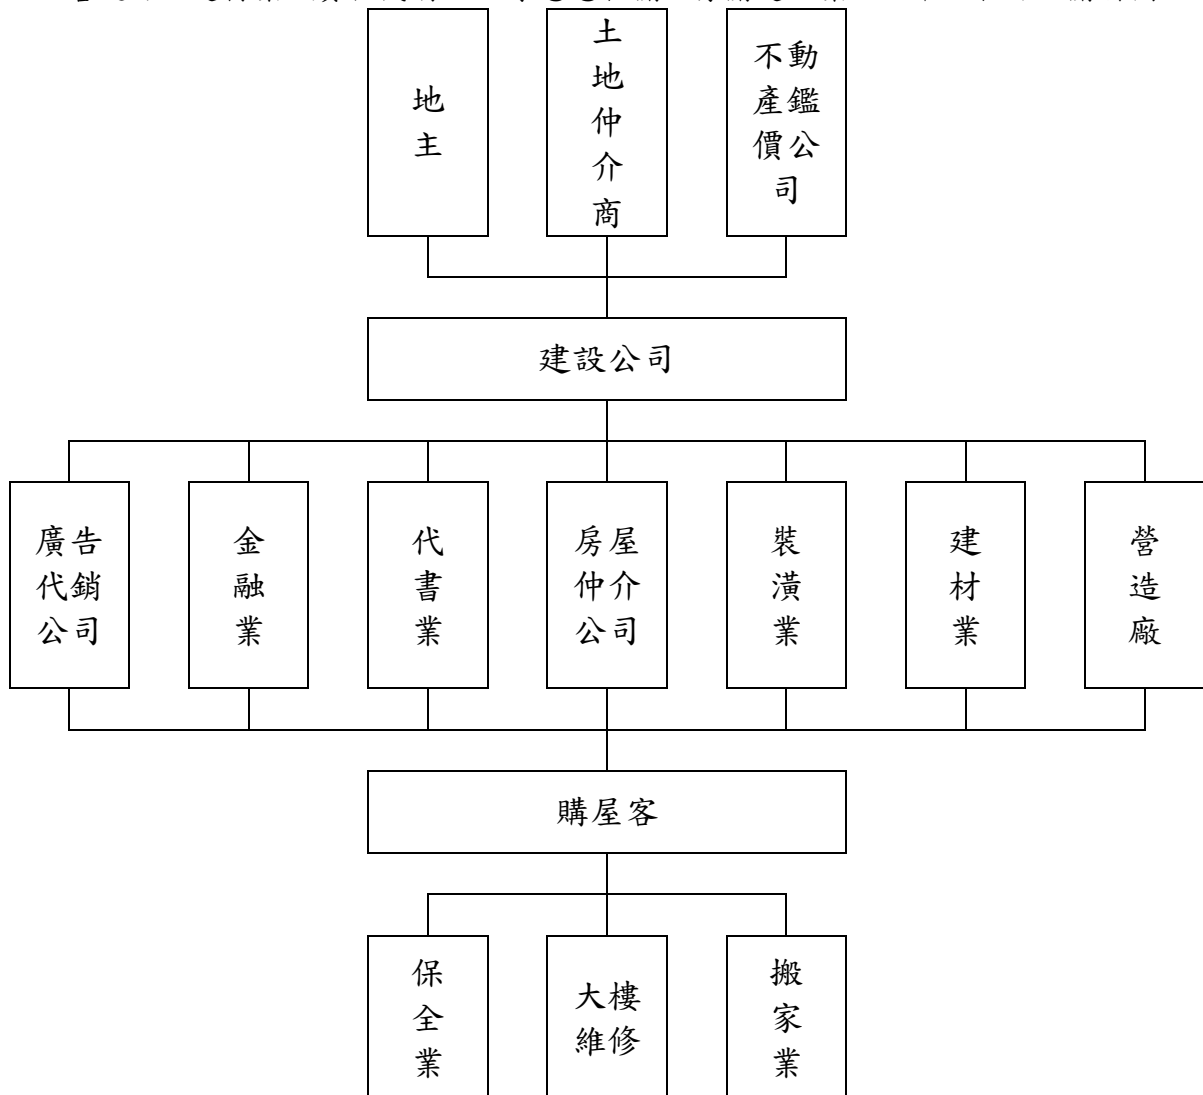 地
主
土
地
仲
介
商
不動
產鑑
價公
司
建設公司
廣告
代銷
公司
金
融
業
代
書
業
房屋
仲介
公司
裝
潢
業
建
材
業
營
造
廠
購屋客
保
全
業
大樓
維修
搬
家
業